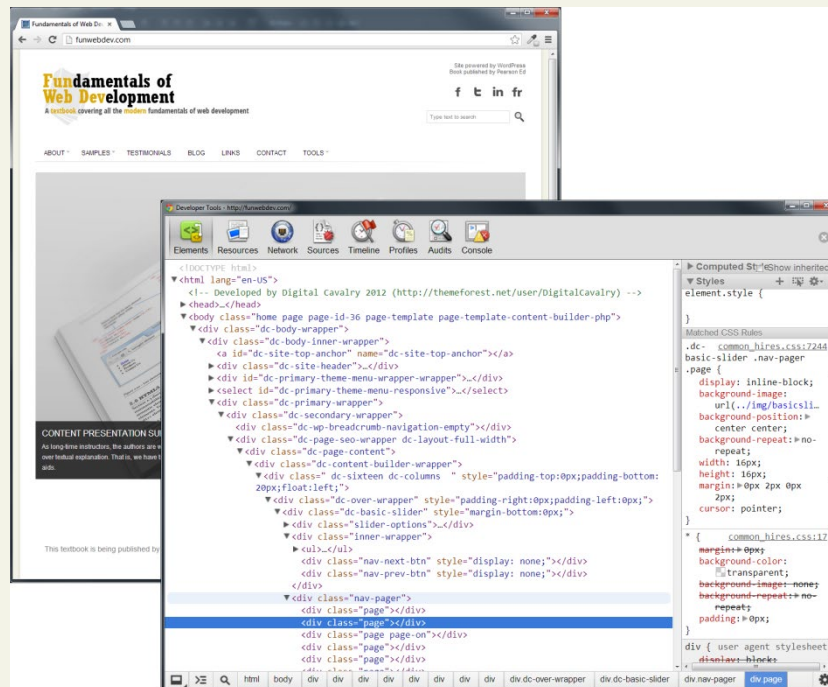 Fundamentals of Web De
funwebdev.com
Site powered by WordPress
Book published by Pearson Ed
Fundamentals of
Web Development
A textbook covering all the modern fundamentals of web development
f t in fr
Type text to search
ABOUT SAMPLES TESTIMONIALS BLOG LINKS CONTACT TOOLS
CONTENT PRESENTATION SU
As long-time instructors, the authors are w
over textual explanation. That is, we have t
aids.
This textbook is being published by
Developer Tools - http://funwebdev.com/
Elements Resources Network Sources Timeline Profiles Audits Console
<!DOCTYPE html>
<html lang="en-US">
<!-- Developed by Digital Cavalry 2012 (http://themeforest.net/user/DigitalCavalry) -->
<head>…</head>
<body class="home page page-id-36 page-template page-template-content-builder-php">
<div class="dc-body-wrapper">
<div class="dc-body-inner-wrapper">
<a id="dc-site-top-anchor" name="dc-site-top-anchor"></a>
<div class="dc-site-header">…</div>
<div id="dc-primary-theme-menu-wrapper-wrapper">…</div>
<select id="dc-primary-theme-menu-responsive">…</select>
<div class="dc-primary-wrapper">
<div class="dc-secondary-wrapper">
<div class="dc-wp-breadcrumb-navigation-empty"></div>
<div class="dc-page-seo-wrapper dc-layout-full-width">
<div class="dc-page-content">
<div class="dc-content-builder-wrapper">
<div class=" dc-sixteen dc-columns  " style="padding-top:0px;padding-bottom:
20px;float:left;">
<div class="dc-over-wrapper" style="padding-right:0px;padding-left:0px;">
<div class="dc-basic-slider" style="margin-bottom:0px;">
<div class="slider-options">…</div>
<div class="inner-wrapper">
<ul>…</ul>
<div class="nav-next-btn" style="display: none;"></div>
<div class="nav-prev-btn" style="display: none;"></div>
</div>
<div class="nav-pager">
<div class="page"></div>
<div class="page"></div>
<div class="page page-on"></div>
<div class="page"></div>
<div class="page"></div>
<div class="page"></div>
Computed Style Show inherited
Styles
element.style {
}
Matched CSS Rules
.dc- common_hires.css:7244
basic-slider .nav-pager
.page {
display: inline-block;
background-image:
url(../img/basicsli…
background-position:
center center;
background-repeat: no-
repeat;
width: 16px;
height: 16px;
margin: 0px 2px 0px
2px;
cursor: pointer;
}
* { common_hires.css:17
margin: 0px;
background-color:
transparent;
background-image: none;
background-repeat: no-
repeat;
padding: 0px;
}
div { user agent stylesheet
display: block;
html body div div div div div div div div div.dc-over-wrapper div.dc-basic-slider div.nav-pager div.page